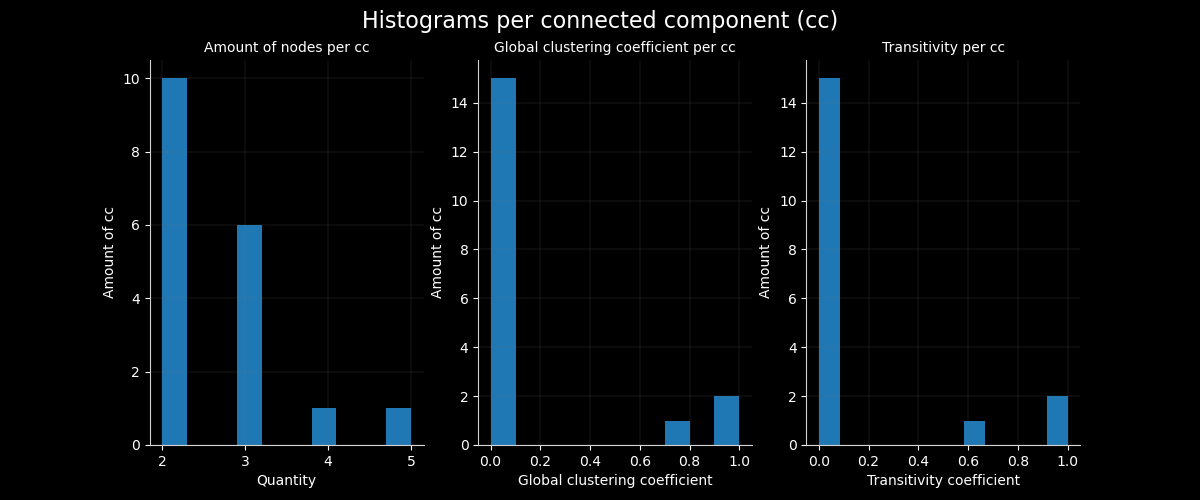 Histograms per connected component (cc)
Amount of nodes per cc
Global clustering coefficient per cc
Transitivity per cc
Amount of cc
10
8
6
4
2
0
2 3 4 5
Quantity
Amount of cc
14
12
10
8
6
4
2
0
0.0 0.2 0.4 0.6 0.8 1.0
Global clustering coefficient
Amount of cc
14
12
10
8
6
4
2
0
0.0 0.2 0.4 0.6 0.8 1.0
Transitivity coefficient